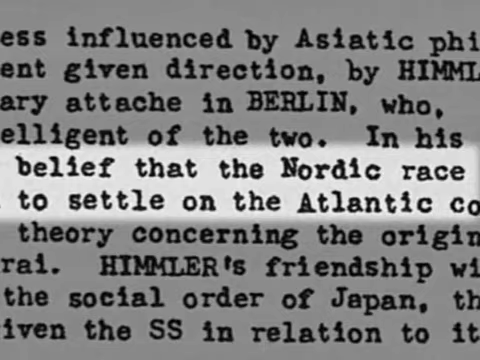 ess influenced by Asiatic phi
ent given direction, by HIMML
ary attache in BERLIN, who,
elligent of the two. In his
belief that the Nordic race
to settle on the Atlantic co
theory concerning the origin
rai. HIMMLER's friendship wi
the social order of Japan, th
iven the SS in relation to it